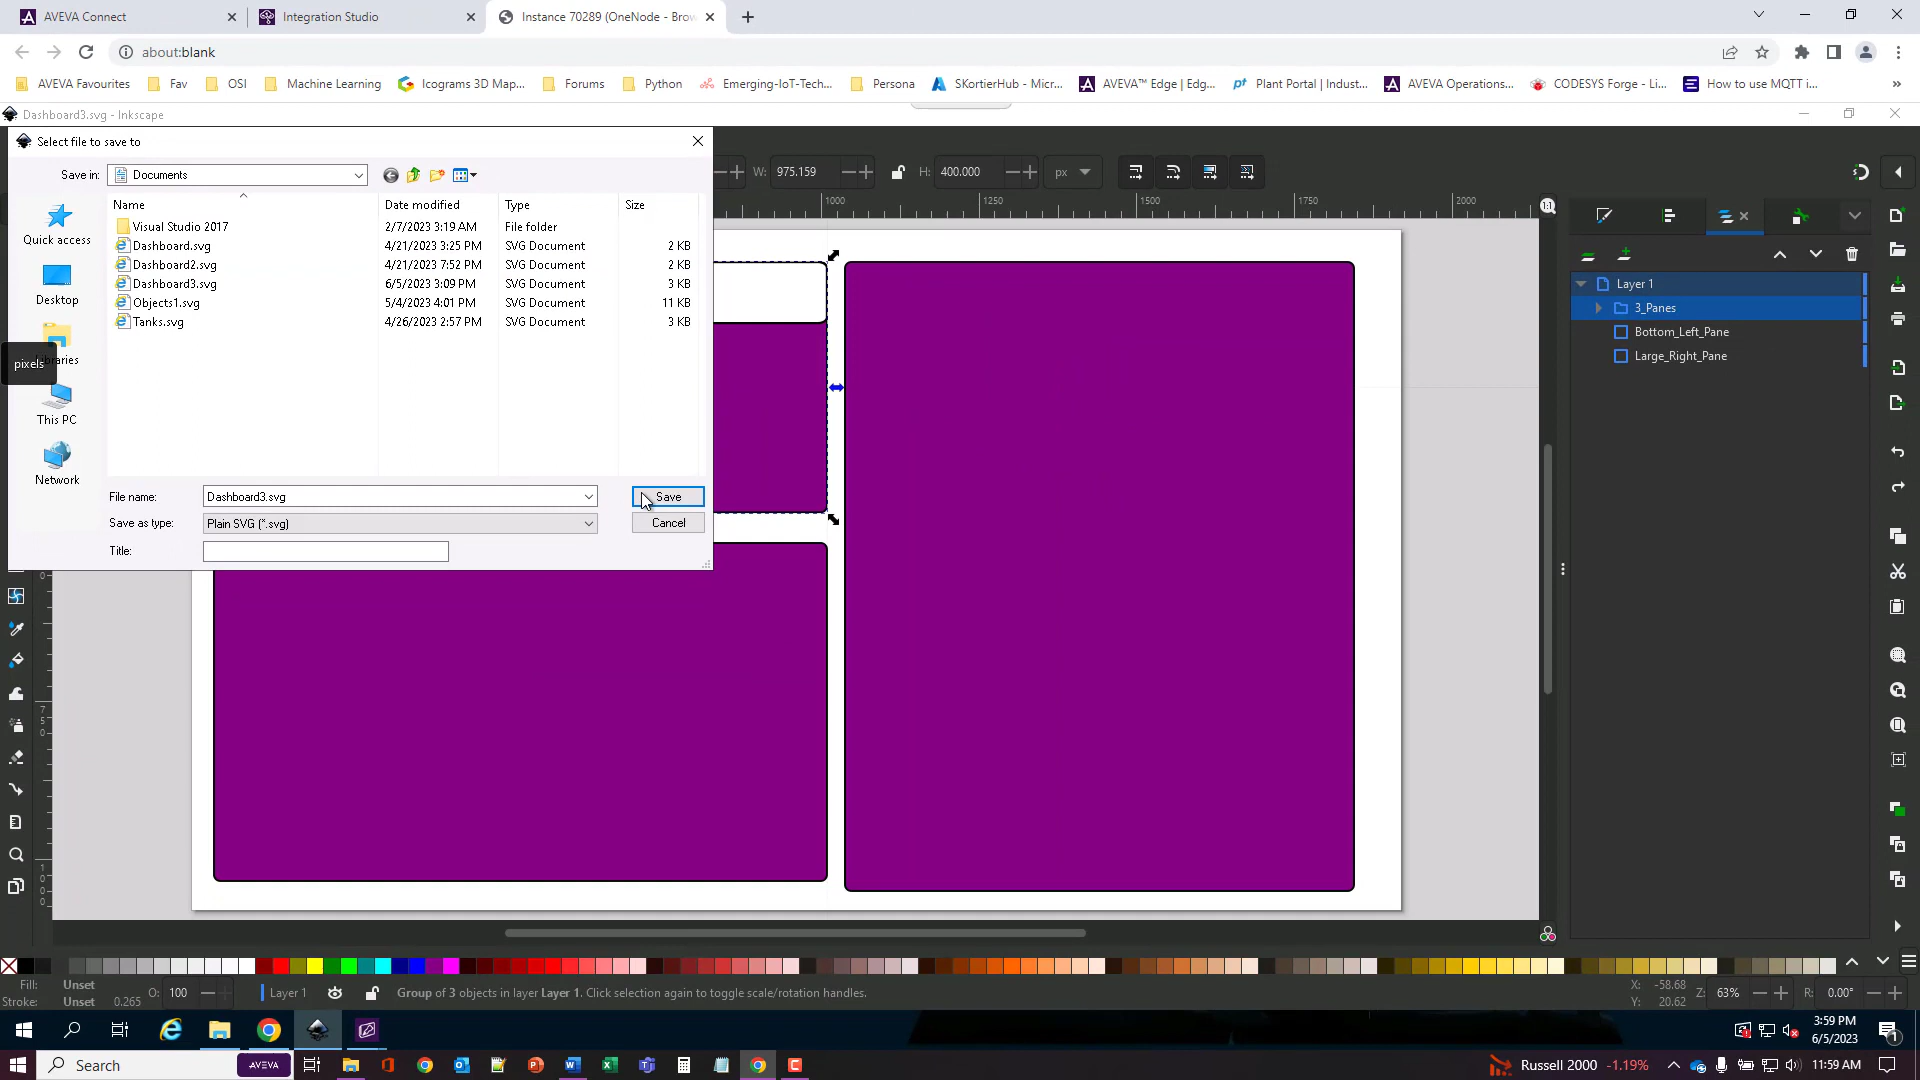 AVEVA Connect
Integration Studio
Instance 70289 (OneNode - Brow
about:blank
AVEVA Favourites
Fav
OSI
Machine Learning
Icograms 3D Map...
Forums
Python
Emerging-IoT-Tech...
Persona
SKortierHub - Micr...
AVEVA™ Edge | Edg...
Plant Portal | Indust...
AVEVA Operations...
CODESYS Forge - Li...
How to use MQTT i...
»
Dashboard3.svg - Inkscape
Select file to save to
Save in:
Documents
W:
975.159
H:
400.000
px
Name
Date modified
Type
Size
Visual Studio 2017
2/7/2023 3:19 AM
File folder
Dashboard.svg
4/21/2023 3:25 PM
SVG Document
2 KB
Dashboard2.svg
4/21/2023 7:52 PM
SVG Document
2 KB
Dashboard3.svg
6/5/2023 3:09 PM
SVG Document
3 KB
Objects1.svg
5/4/2023 4:01 PM
SVG Document
11 KB
Tanks.svg
4/26/2023 2:57 PM
SVG Document
3 KB
Quick access
Desktop
Libraries
pixels
This PC
Network
File name:
Dashboard3.svg
Save
Save as type:
Plain SVG (*.svg)
Cancel
Title:
1000
1250
1500
1750
2000
1:1
Layer 1
3_Panes
Bottom_Left_Pane
Large_Right_Pane
Fill:
Unset
Stroke:
Unset
0.265
O:
100
Layer 1
Group of 3 objects in layer Layer 1. Click selection again to toggle scale/rotation handles.
X:
-58.68
Y:
20.62
Z:
63%
R:
0.00°
3:59 PM
6/5/2023
1
Search
AVEVA
Russell 2000
-1.19%
11:59 AM